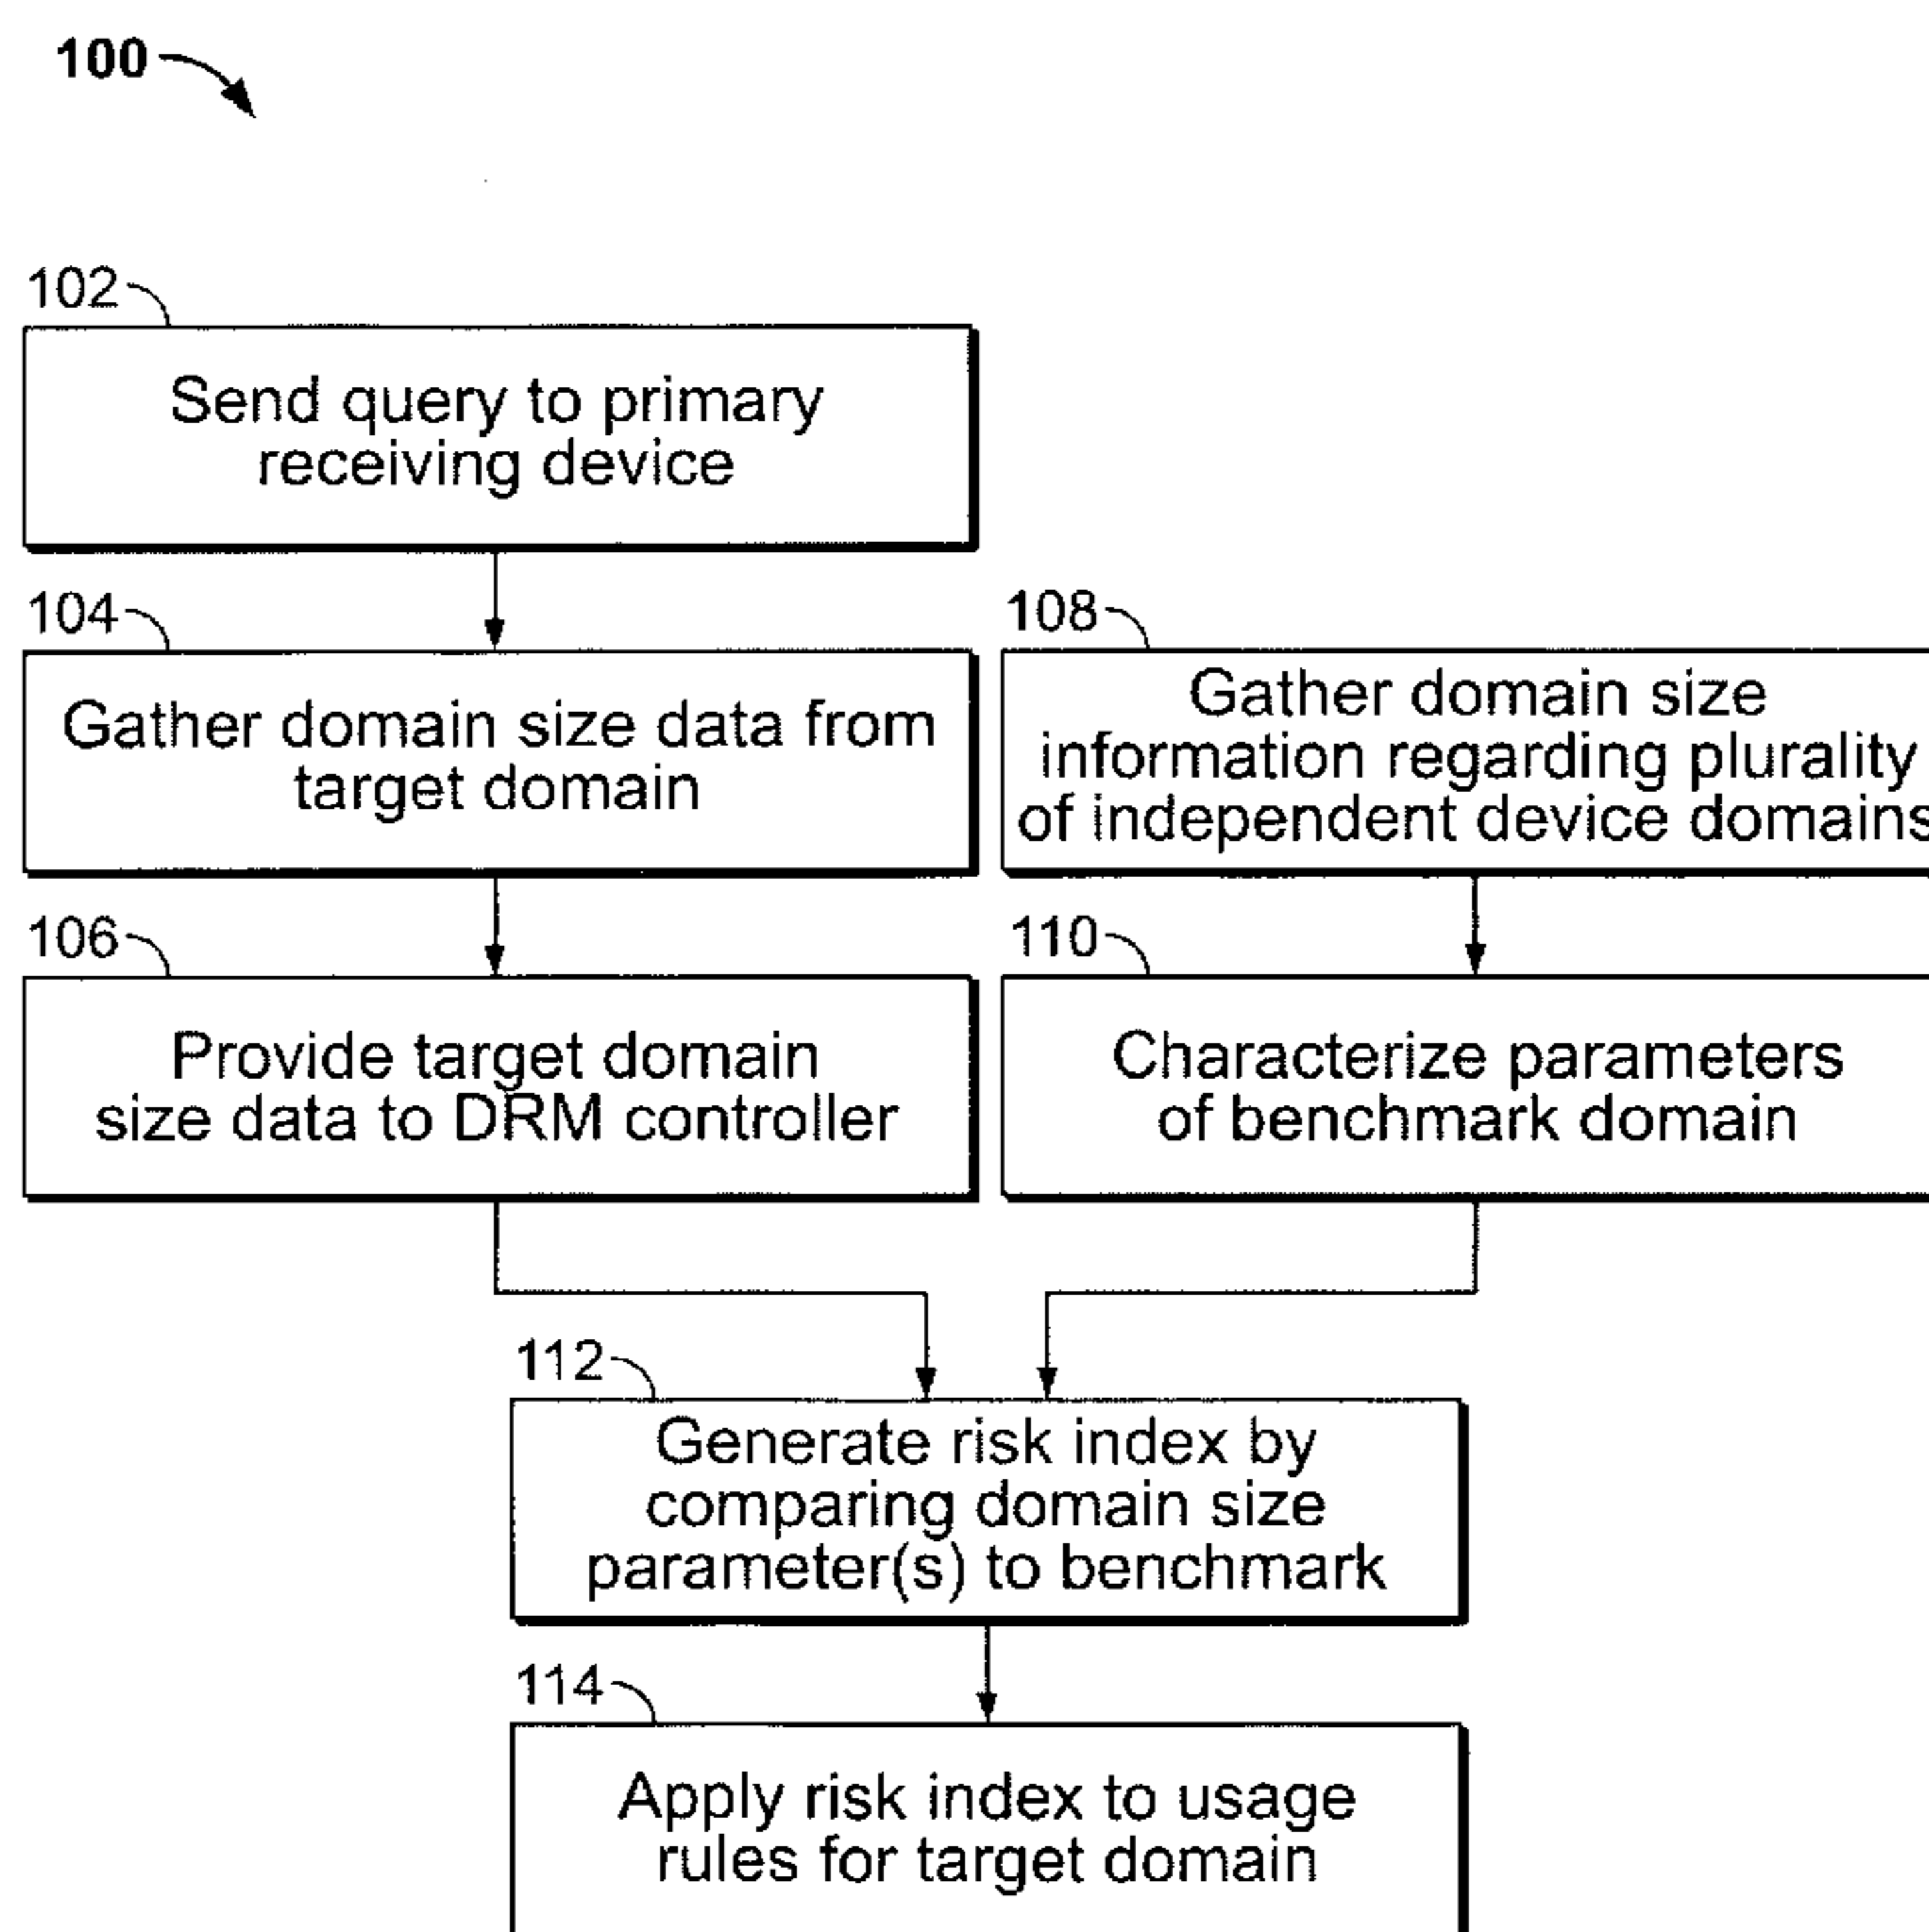 100
102
Send query to primary
receiving device
104
Gather domain size data from
target domain
108
Gather domain size
information regarding plurality
of independent device domains
106
Provide target domain
size data to DRM controller
110
Characterize parameters
of benchmark domain
112
Generate risk index by
comparing domain size
parameter(s) to benchmark
114
Apply risk index to usage
rules for target domain